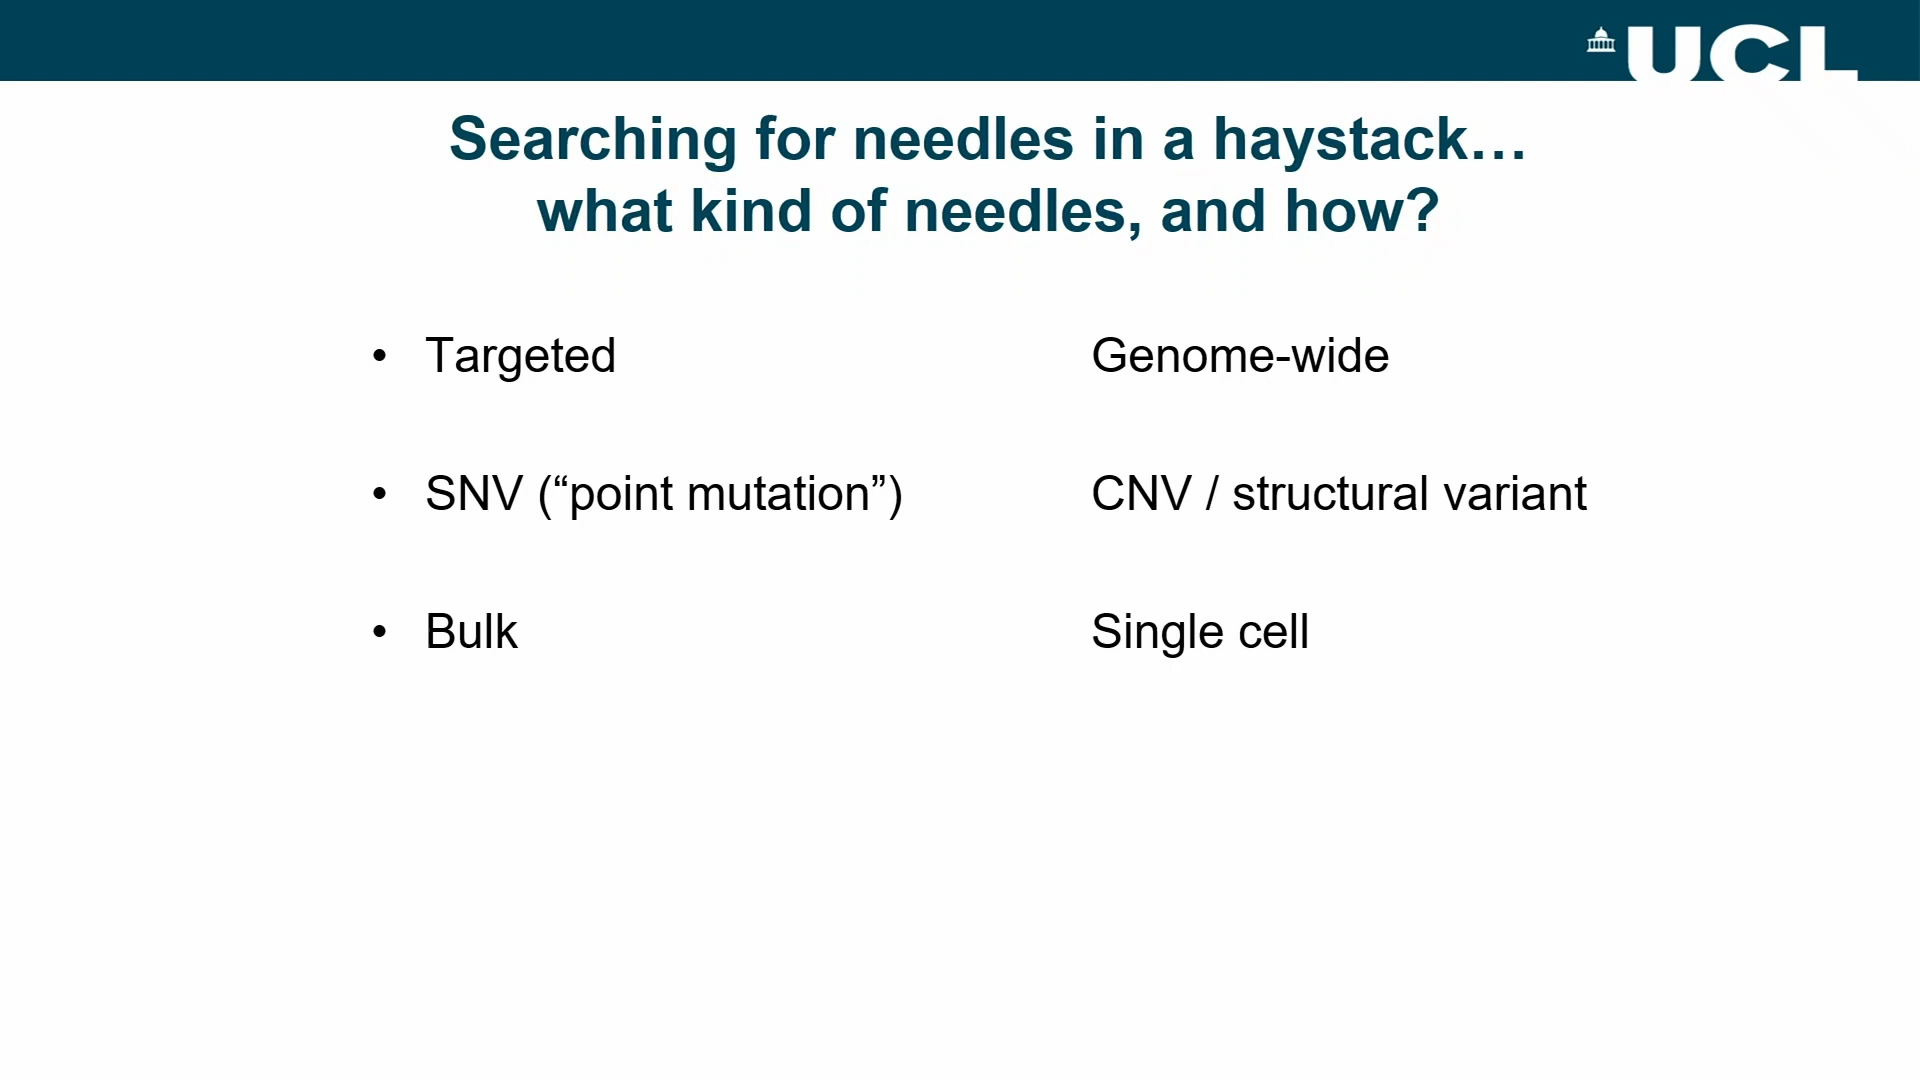 UCL
Searching for needles in a haystack…
what kind of needles, and how?
• Targeted Genome-wide
• SNV (“point mutation”) CNV / structural variant
• Bulk Single cell